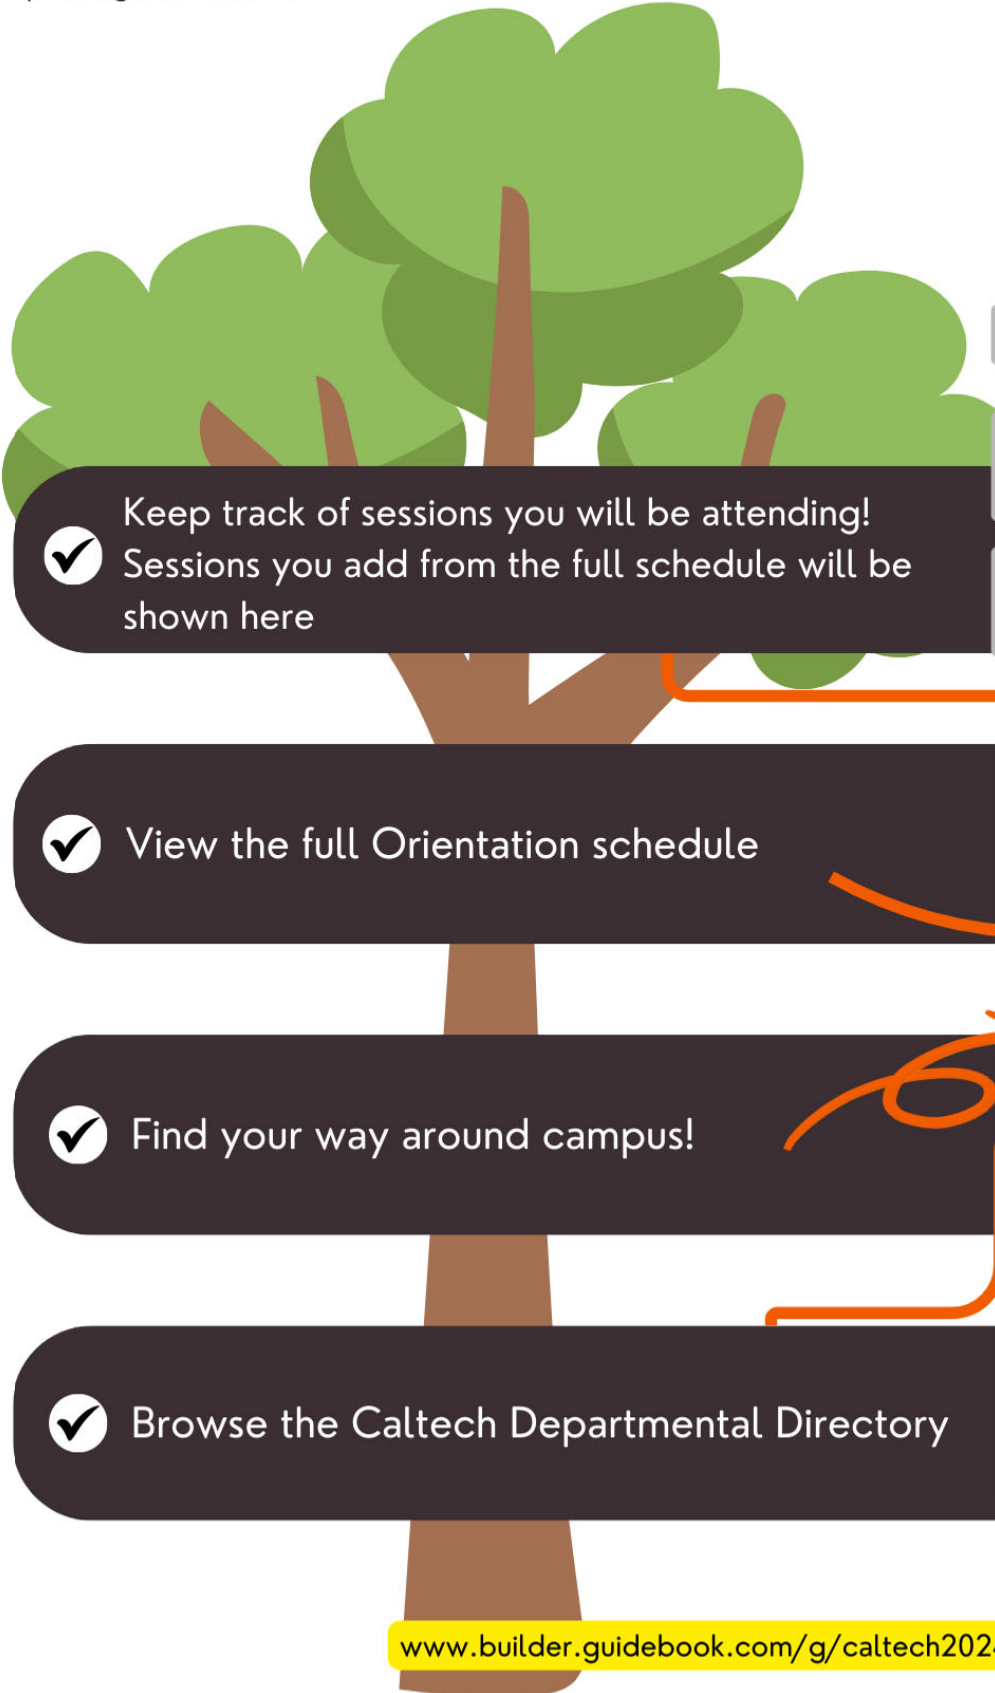 Keep track of sessions you will be attending!
Sessions you add from the full schedule will be
shown here
View the full Orientation schedule
Find your way around campus!
Browse the Caltech Departmental Directory
www.builder.guidebook.com/g/caltech202